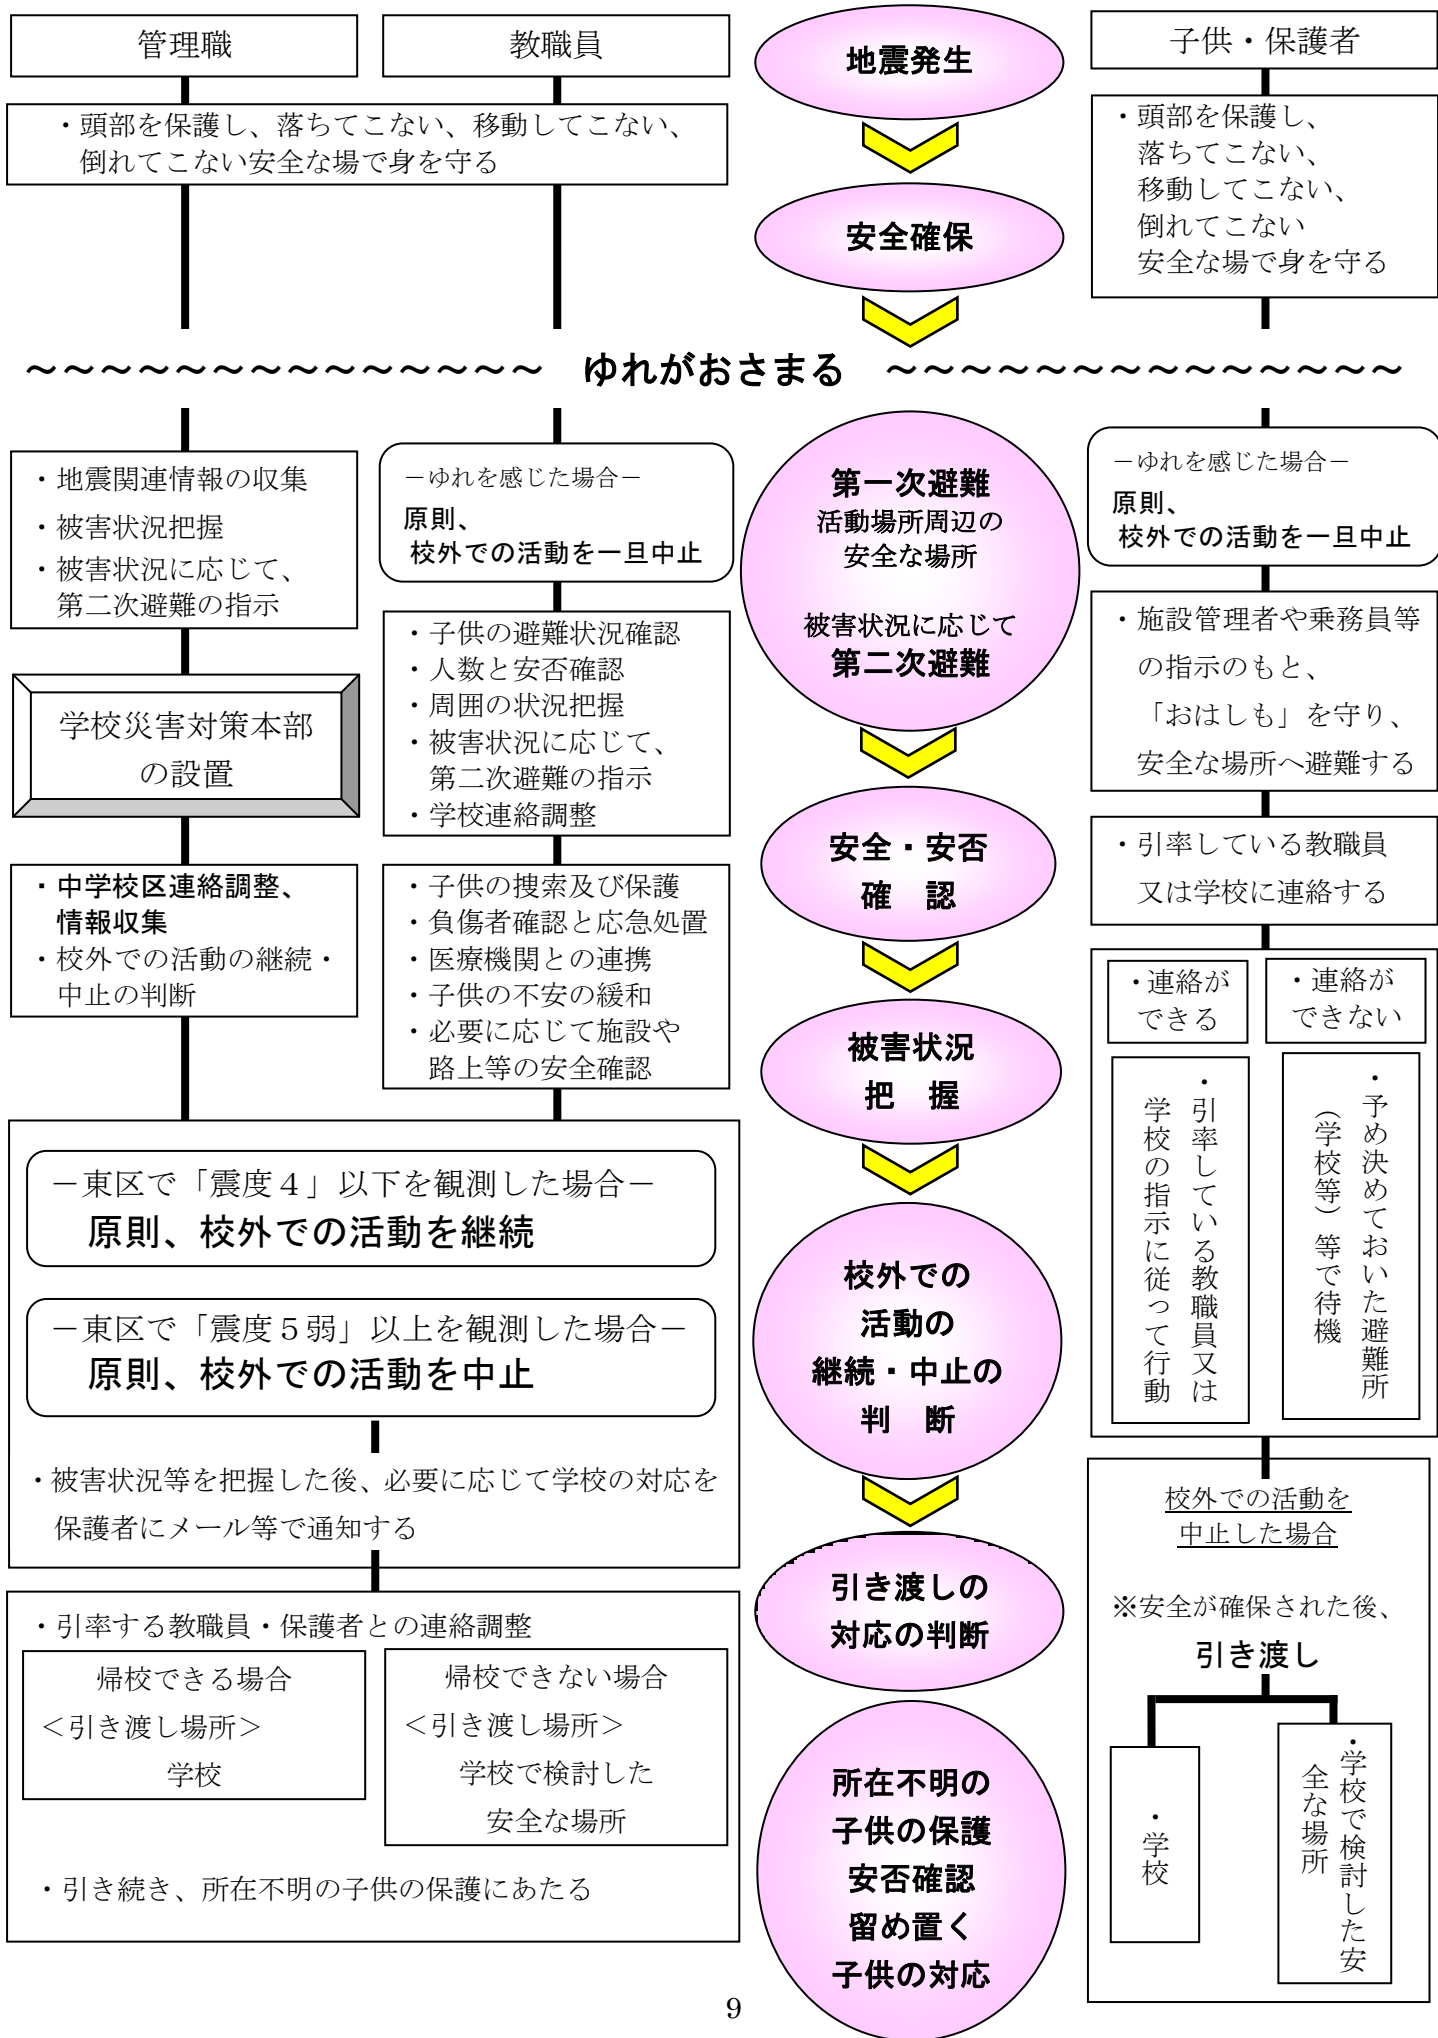 管理職
教職員
地震発生
子供・保護者
・頭部を保護し、落ちてこない、移動してこない、
倒れてこない安全な場で身を守る
・頭部を保護し、
落ちてこない、
移動してこない、
倒れてこない
安全な場で身を守る
安全確保
～～～～～～～～～～～～～～ ゆれがおさまる ～～～～～～～～～～～～～～
・地震関連情報の収集
・被害状況把握
・被害状況に応じて、
第二次避難の指示
学校災害対策本部
の設置
・中学校区連絡調整、
情報収集
・校外での活動の継続・
中止の判断
－ゆれを感じた場合－
原則、
校外での活動を一旦中止
・子供の避難状況確認
・人数と安否確認
・周囲の状況把握
・被害状況に応じて、
第二次避難の指示
・学校連絡調整
・子供の捜索及び保護
・負傷者確認と応急処置
・医療機関との連携
・子供の不安の緩和
・必要に応じて施設や
路上等の安全確認
第一次避難
活動場所周辺の
安全な場所
被害状況に応じて
第二次避難
安全・安否
確　認
被害状況
把　握
校外での
活動の
継続・中止の
判　断
引き渡しの
対応の判断
所在不明の
子供の保護
安否確認
留め置く
子供の対応
－ゆれを感じた場合－
原則、
校外での活動を一旦中止
・施設管理者や乗務員等
の指示のもと、
「おはしも」を守り、
安全な場所へ避難する
・引率している教職員
又は学校に連絡する
・連絡が
できる
・連絡が
できない
・引率している教職員又は
学校の指示に従って行動
・予め決めておいた避難所
（学校等）等で待機
－東区で「震度４」以下を観測した場合－
原則、校外での活動を継続
－東区で「震度５弱」以上を観測した場合－
原則、校外での活動を中止
・被害状況等を把握した後、必要に応じて学校の対応を
保護者にメール等で通知する
・引率する教職員・保護者との連絡調整
帰校できる場合
＜引き渡し場所＞
学校
帰校できない場合
＜引き渡し場所＞
学校で検討した
安全な場所
・引き続き、所在不明の子供の保護にあたる
校外での活動を
中止した場合
※安全が確保された後、
引き渡し
・学校
・学校で検討した安
全な場所
9